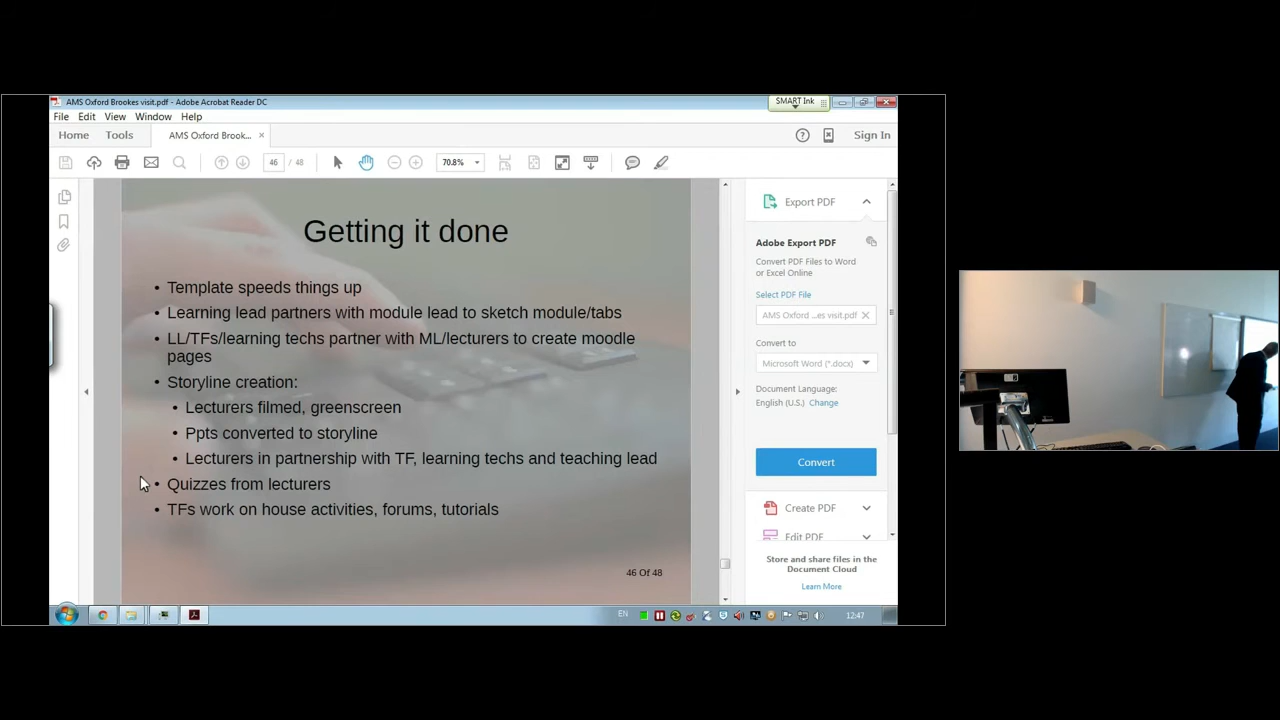 AMS Oxford Brookes visit.pdf - Adobe Acrobat Reader DC
SMART Ink
File Edit View Window Help
Home Tools AMS Oxford Brook... × Sign In
46 / 48 70.8%
Getting it done
• Template speeds things up
• Learning lead partners with module lead to sketch module/tabs
• LL/TFs/learning techs partner with ML/lecturers to create moodle
pages
• Storyline creation:
• Lecturers filmed, greenscreen
• Ppts converted to storyline
• Lecturers in partnership with TF, learning techs and teaching lead
• Quizzes from lecturers
• TFs work on house activities, forums, tutorials
46 Of 48
Export PDF
Adobe Export PDF
Convert PDF Files to Word
or Excel Online
Select PDF File
AMS Oxford ...es visit.pdf ×
Convert to
Microsoft Word (*.docx)
Document Language:
English (U.S.) Change
Convert
Create PDF
Edit PDF
Store and share files in the
Document Cloud
Learn More
EN 12:47